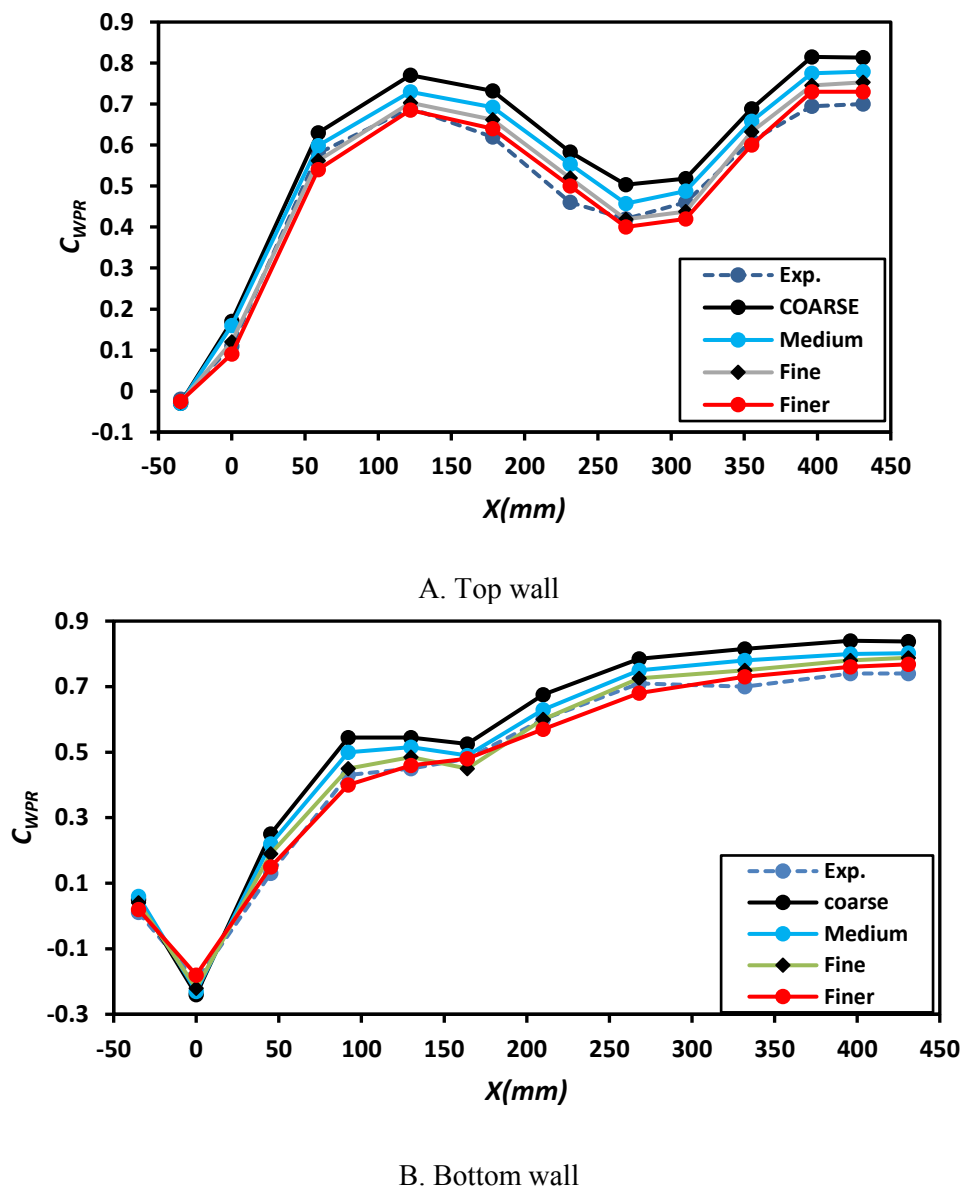 0.9
0.8
0.7
0.6
0.5
0.4
0.3
0.2
0.1
0
-0.1
C_WPR
-50 0 50 100 150 200 250 300 350 400 450
X(mm)
Exp.
COARSE
Medium
Fine
Finer
A. Top wall
0.9
0.7
0.5
0.3
0.1
-0.1
-0.3
C_WPR
-50 0 50 100 150 200 250 300 350 400 450
X(mm)
Exp.
coarse
Medium
Fine
Finer
B. Bottom wall